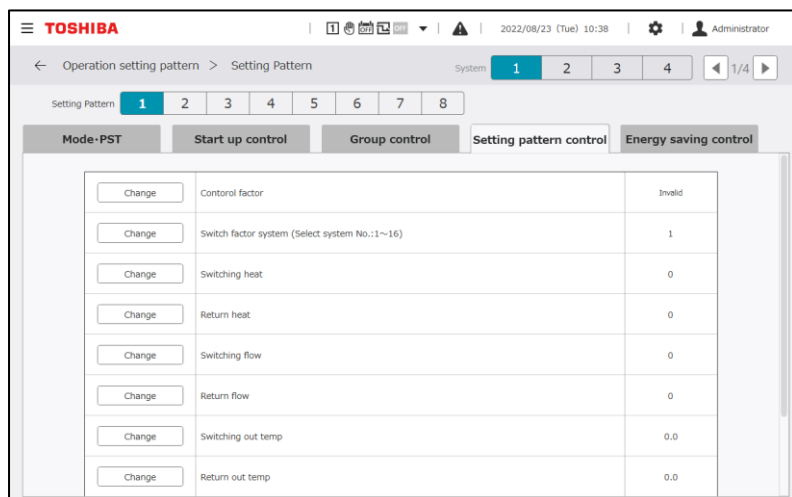 TOSHIBA 1 OFF OFF 2022/08/23 (Tue) 10:38 Administrator
Operation setting pattern > Setting Pattern System 1 2 3 4 1/4
Setting Pattern 1 2 3 4 5 6 7 8
Mode·PST Start up control Group control Setting pattern control Energy saving control
Change Contorol factor Invalid
Change Switch factor system (Select system No.:1～16) 1
Change Switching heat 0
Change Return heat 0
Change Switching flow 0
Change Return flow 0
Change Switching out temp 0.0
Change Return out temp 0.0